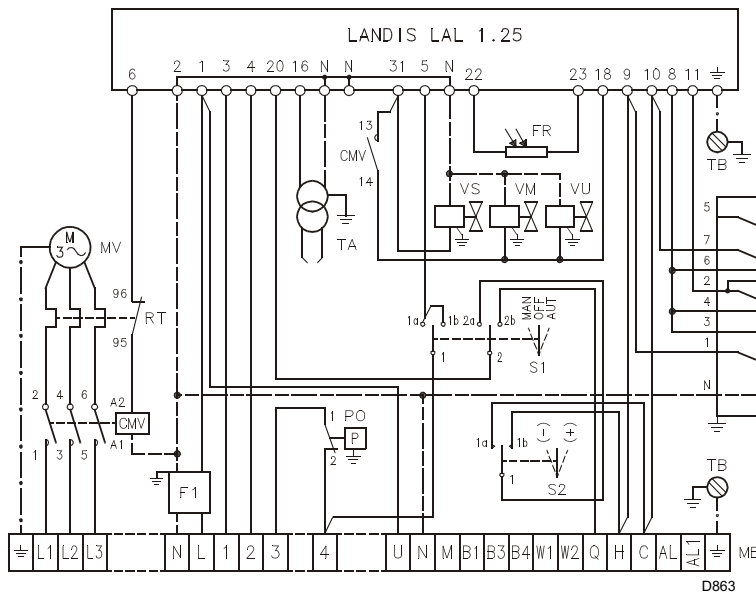 LANDIS LAL 1.25
6 2 1 3 4 20 16 N N 31 5 N 22 23 18 9 10 8 11
13
CMV
14
FR
TB
VS VM VU
TA
5
7
6
2
4
3
1
N
M
3~
MV
96
RT
95
MAN
OFF
AUT
1a 1b 2a 2b
1 2
S1
2 4 6 A2
CMV
1 3 5 A1
1 PO
P
2
1a 1b (-) (+)
1
S2
F1
TB
L1 L2 L3 N L 1 2 3 4 U N M B1 B3 B4 W1 W2 Q H C AL AL1
D863